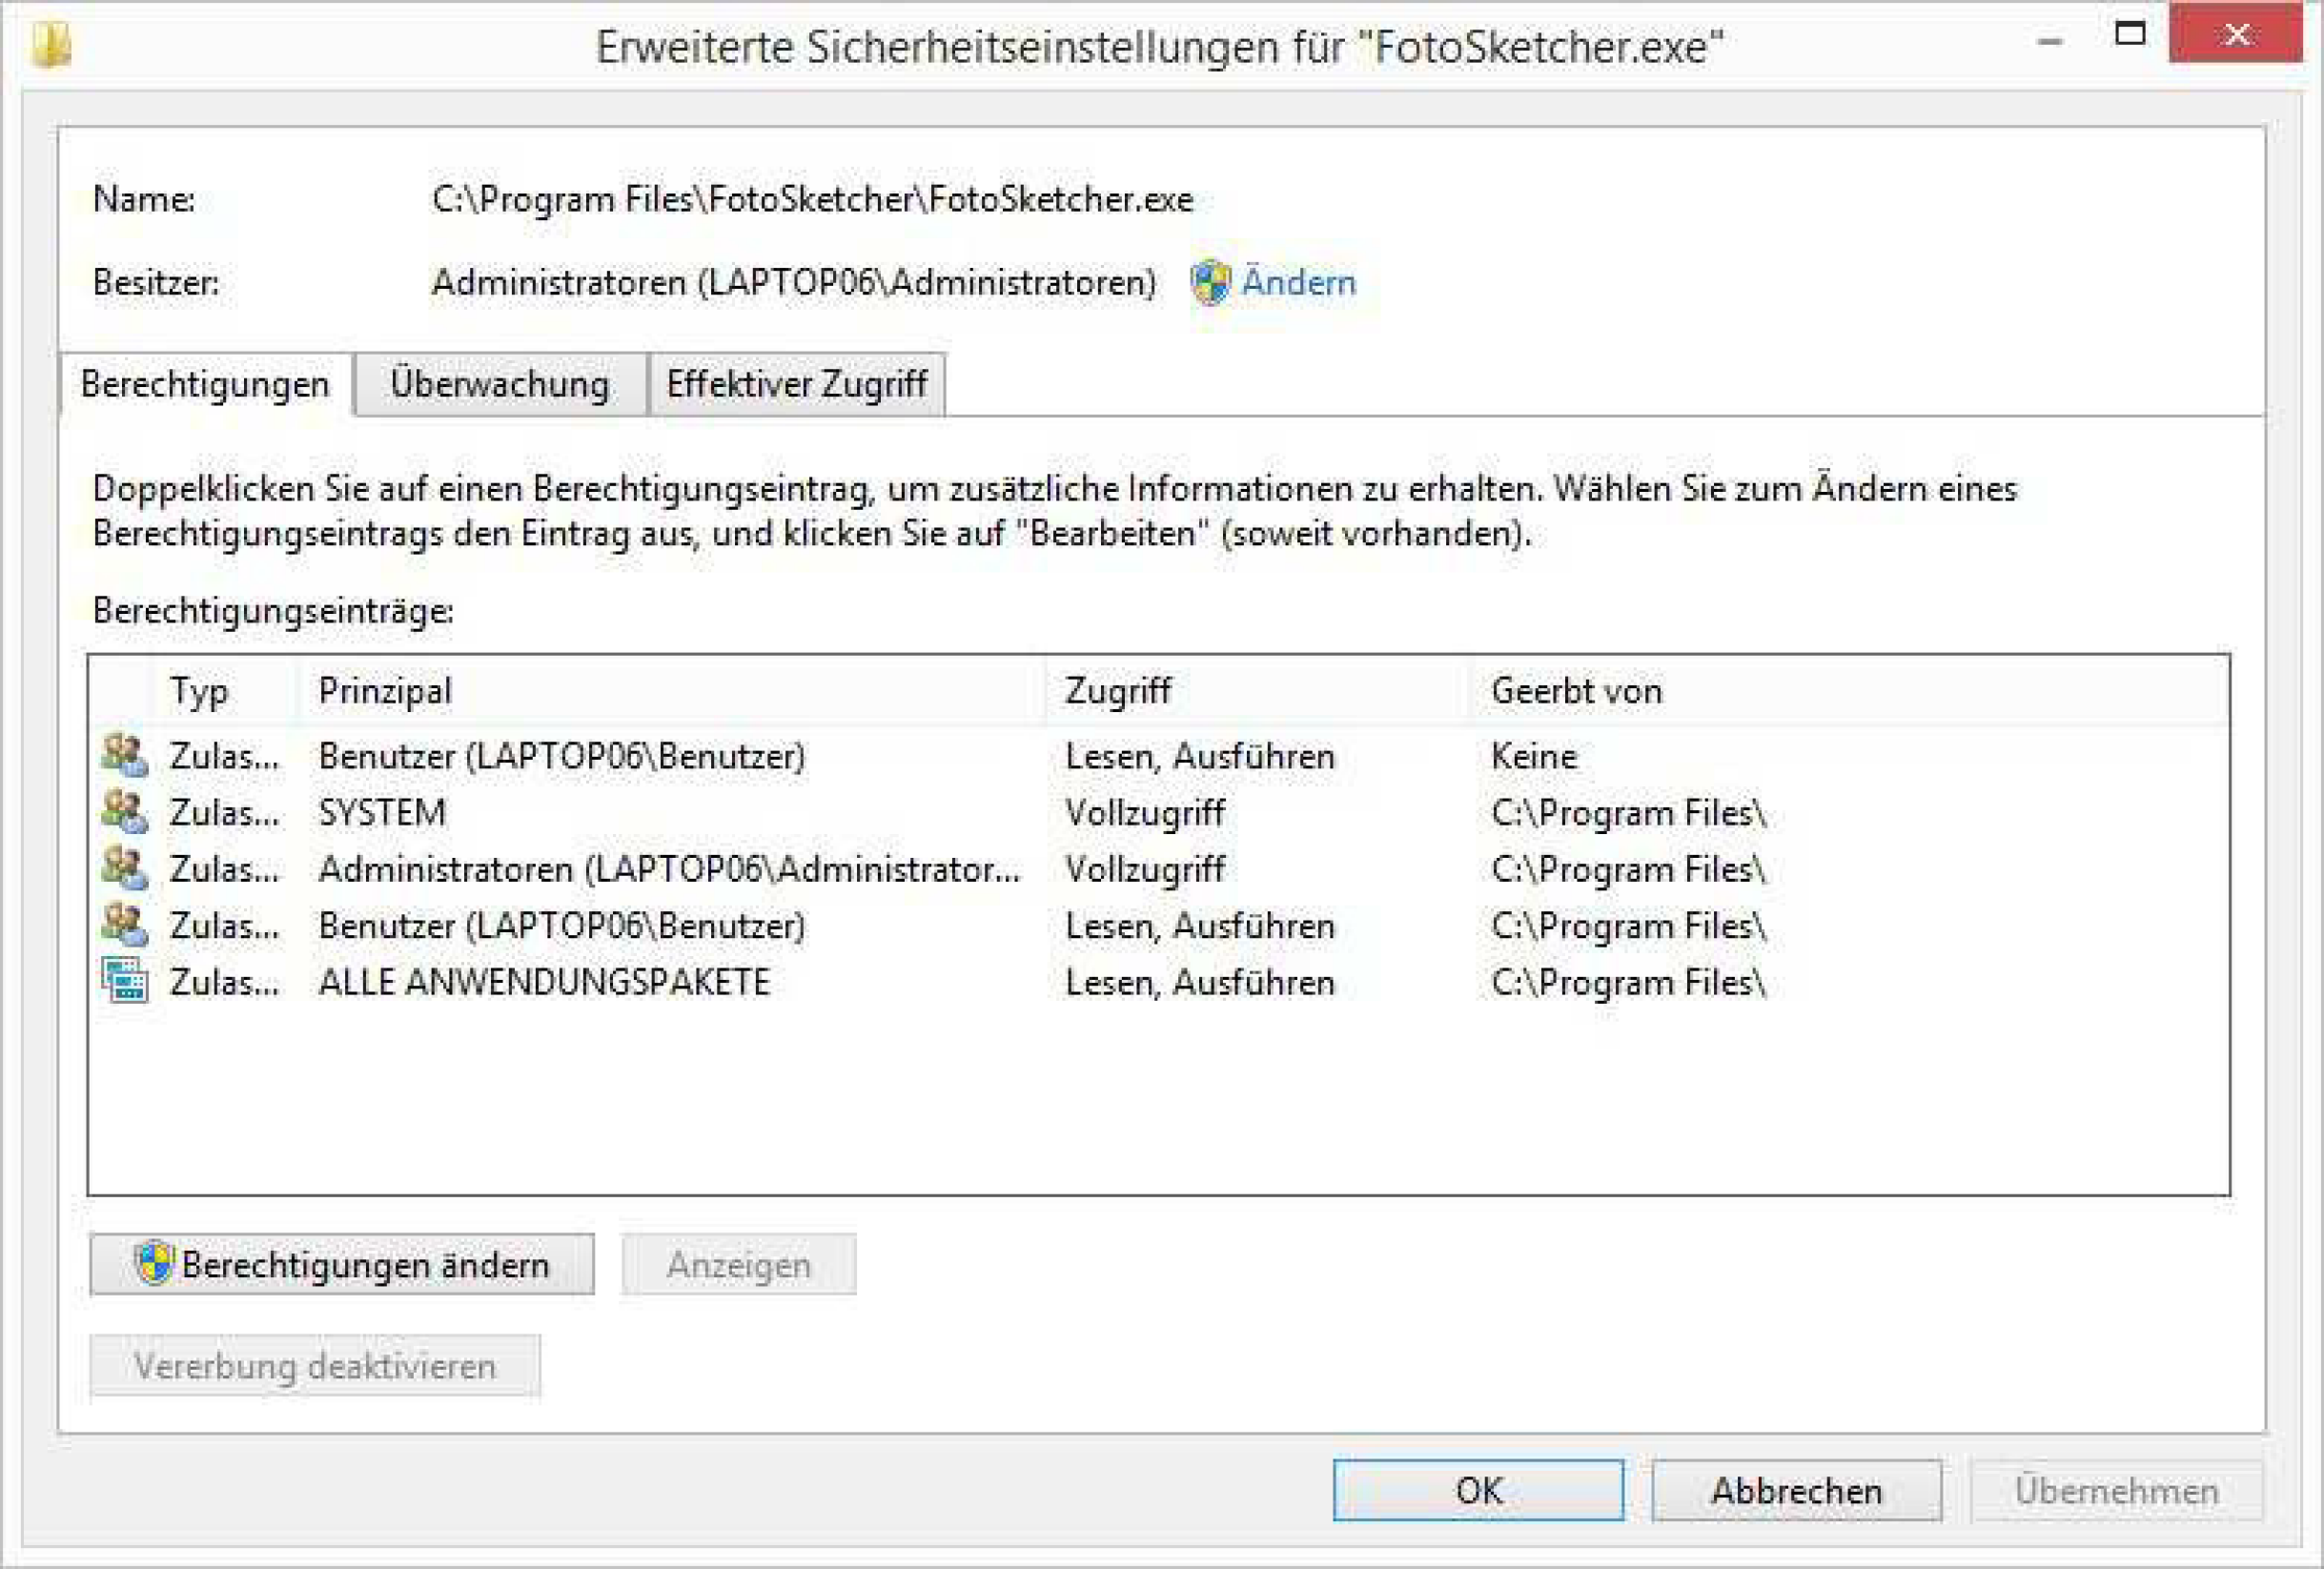 Erweiterte Sicherheitseinstellungen für "FotoSketcher.exe"
Name: C:\Program Files\FotoSketcher\FotoSketcher.exe
Besitzer: Administratoren (LAPTOP06\Administratoren) Ändern
Berechtigungen Überwachung Effektiver Zugriff
Doppelklicken Sie auf einen Berechtigungseintrag, um zusätzliche Informationen zu erhalten. Wählen Sie zum Ändern eines
Berechtigungseintrags den Eintrag aus, und klicken Sie auf "Bearbeiten" (soweit vorhanden).
Berechtigungseinträge:
Typ Prinzipal Zugriff Geerbt von
Zulas... Benutzer (LAPTOP06\Benutzer) Lesen, Ausführen Keine
Zulas... SYSTEM Vollzugriff C:\Program Files\
Zulas... Administratoren (LAPTOP06\Administrator... Vollzugriff C:\Program Files\
Zulas... Benutzer (LAPTOP06\Benutzer) Lesen, Ausführen C:\Program Files\
Zulas... ALLE ANWENDUNGSPAKETE Lesen, Ausführen C:\Program Files\
Berechtigungen ändern Anzeigen
Vererbung deaktivieren
OK Abbrechen Übernehmen